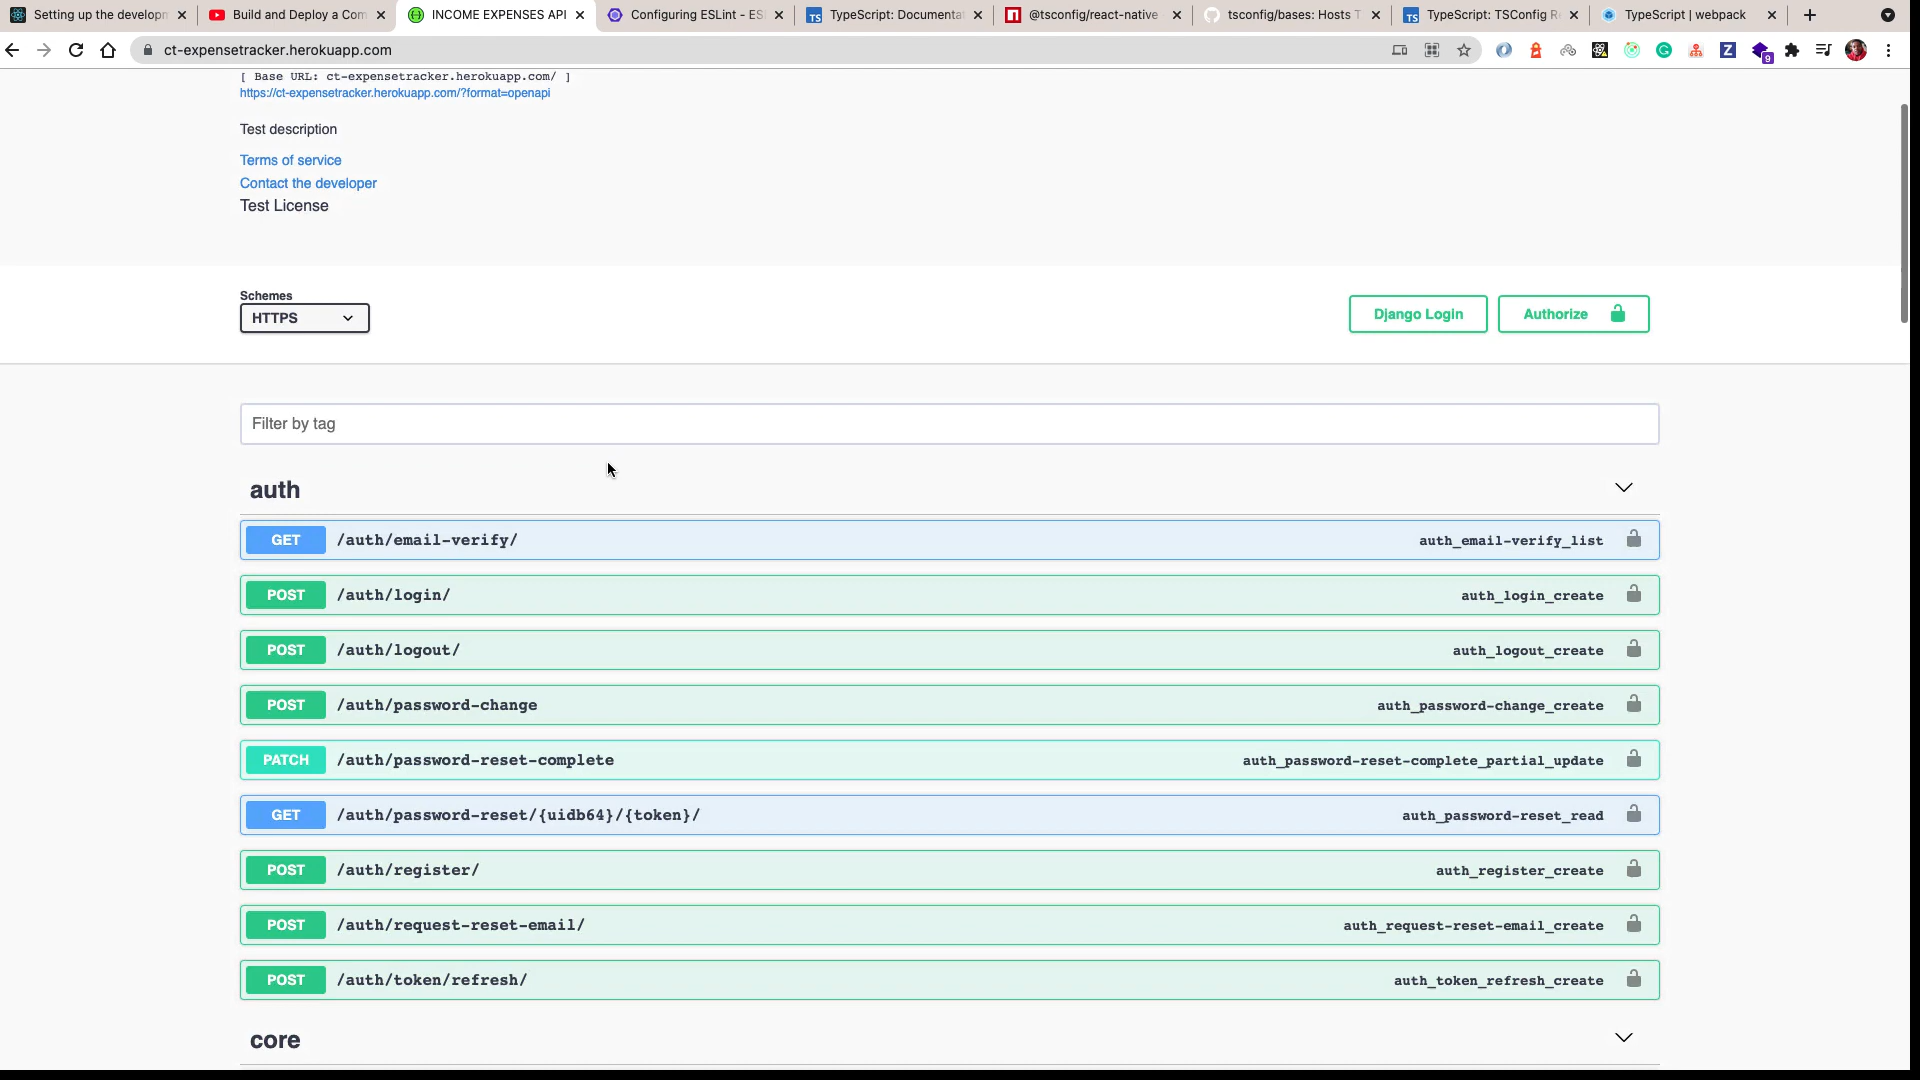 Setting up the developn
Build and Deploy a Com
INCOME EXPENSES API
Configuring ESLint - ES
TypeScript: Documenta
@tsconfig/react-native
tsconfig/bases: Hosts T
TypeScript: TSConfig R
TypeScript | webpack
ct-expensetracker.herokuapp.com
9
[ Base URL: ct-expensetracker.herokuapp.com/ ]
https://ct-expensetracker.herokuapp.com/?format=openapi
Test description
Terms of service
Contact the developer
Test License
Schemes
HTTPS
Django Login
Authorize
Filter by tag
auth
GET /auth/email-verify/ auth_email-verify_list
POST /auth/login/ auth_login_create
POST /auth/logout/ auth_logout_create
POST /auth/password-change auth_password-change_create
PATCH /auth/password-reset-complete auth_password-reset-complete_partial_update
GET /auth/password-reset/{uidb64}/{token}/ auth_password-reset_read
POST /auth/register/ auth_register_create
POST /auth/request-reset-email/ auth_request-reset-email_create
POST /auth/token/refresh/ auth_token_refresh_create
core